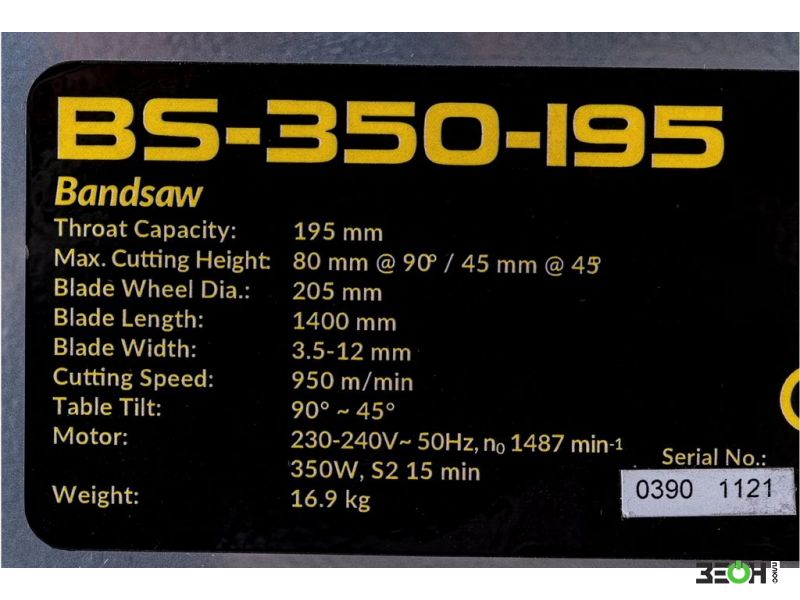 BS-350-195
Bandsaw
Throat Capacity: 195 mm
Max. Cutting Height: 80 mm @ 90° / 45 mm @ 45°
Blade Wheel Dia.: 205 mm
Blade Length: 1400 mm
Blade Width: 3.5-12 mm
Cutting Speed: 950 m/min
Table Tilt: 90° ~ 45°
Motor: 230-240V~ 50Hz, n₀ 1487 min⁻¹
350W, S2 15 min
Weight: 16.9 kg
Serial No.:
0390 1121
ЗЕОН
ПЛЮС